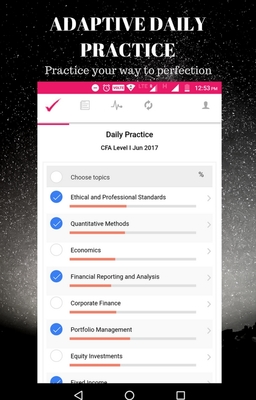 ADAPTIVE DAILY
PRACTICE
Practice your way to perfection
LTE H 12:53
Daily Practice
CFA Level I Jun 2017
Choose topics %
Ethical and Professional Standards
Quantitative Methods
Economics
Financial Reporting and Analysis
Corporate Finance
Portfolio Management
Equity Investments
Fixed Income